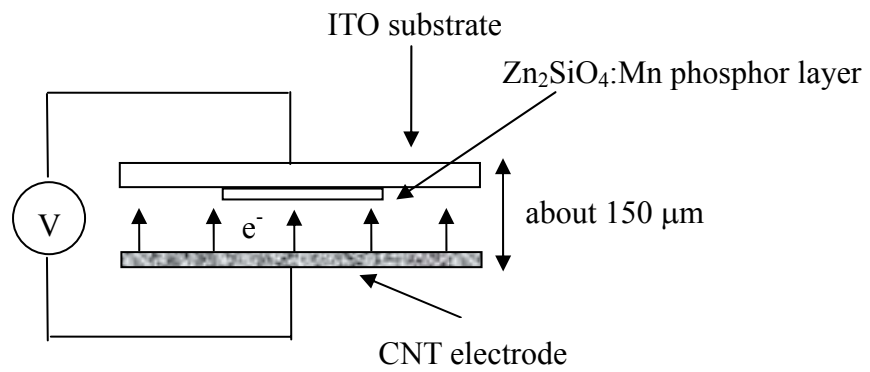 ITO substrate
Zn₂SiO₄:Mn phosphor layer
V
e⁻
about 150 μm
CNT electrode